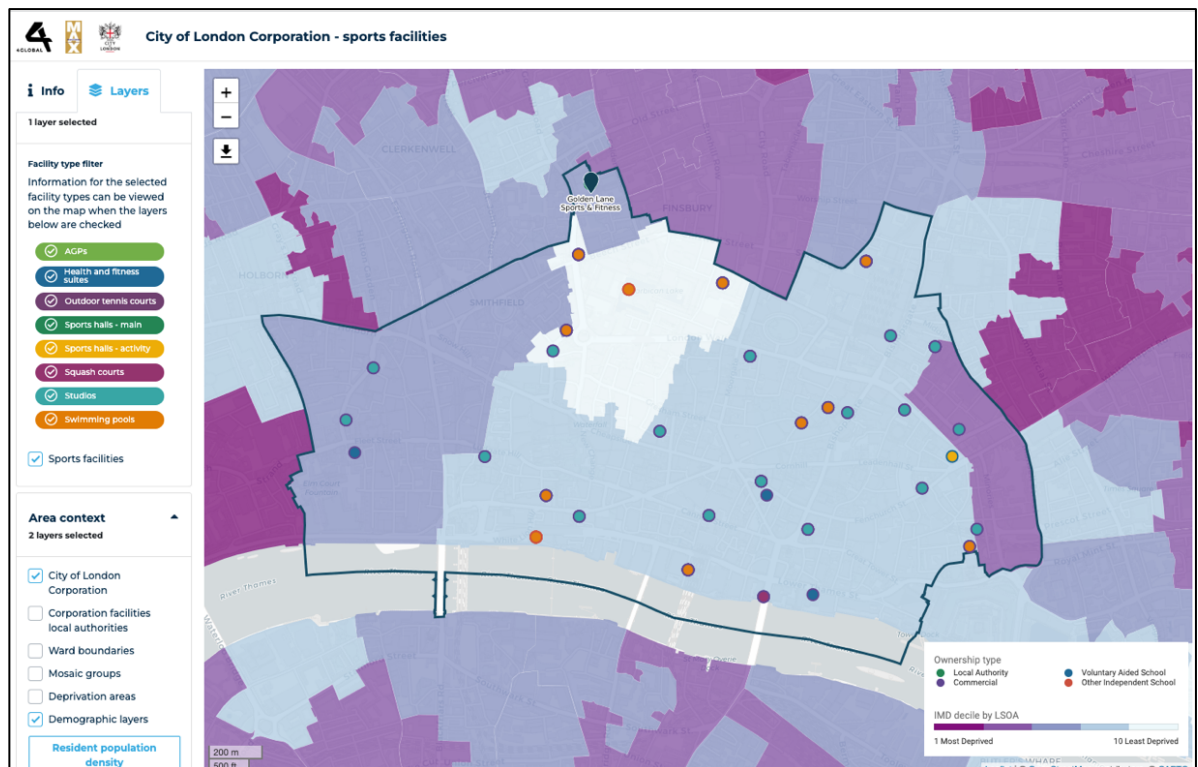 4GLOBAL
MAX
CITY OF LONDON
City of London Corporation - sports facilities
Info
Layers
1 layer selected
Facility type filter
Information for the selected
facility types can be viewed
on the map when the layers
below are checked
AGPs
Health and fitness
suites
Outdoor tennis courts
Sports halls - main
Sports halls - activity
Squash courts
Studios
Swimming pools
Sports facilities
Area context
2 layers selected
City of London
Corporation
Corporation facilities
local authorities
Ward boundaries
Mosaic groups
Deprivation areas
Demographic layers
Resident population
density
+
−
CLERKENWELL
Golden Lane
Sports & Fitness
FINSBURY
HOLBORN
SMITHFIELD
River Thames
200 m
500 ft
Ownership type
Local Authority
Commercial
Voluntary Aided School
Other Independent School
IMD decile by LSOA
1 Most Deprived
10 Least Deprived